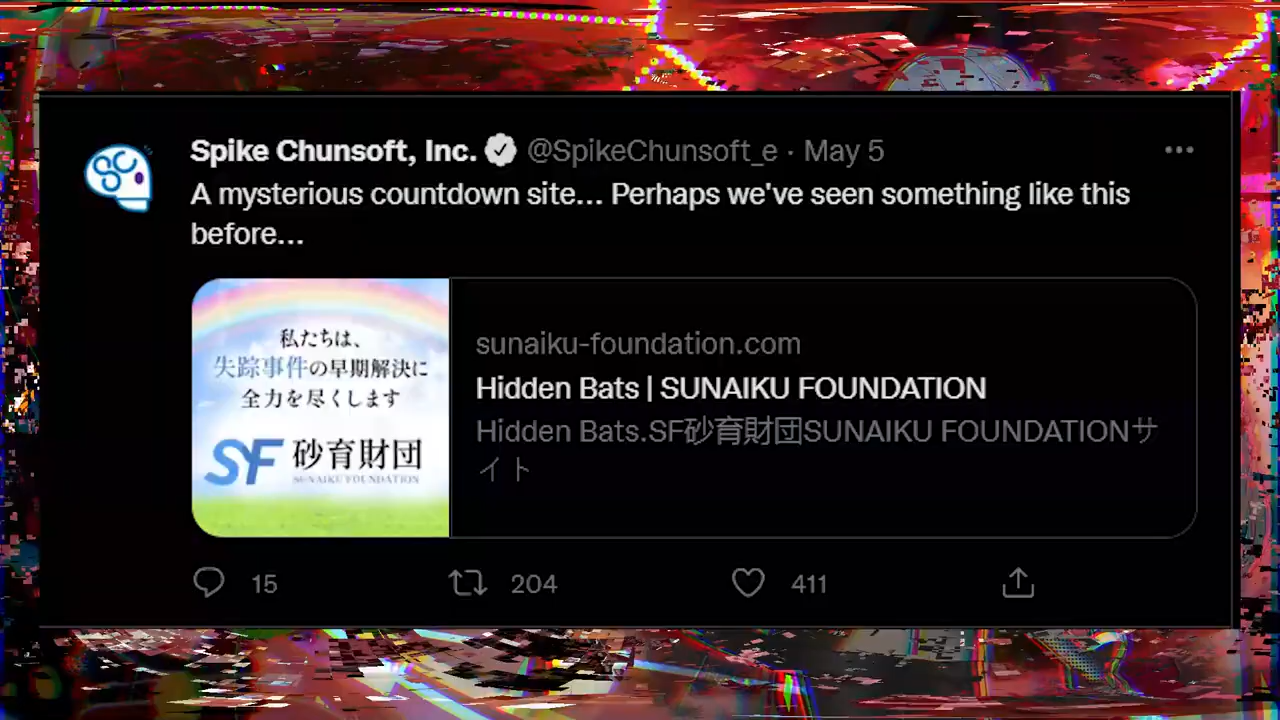 Spike Chunsoft, Inc. @SpikeChunsoft_e · May 5
A mysterious countdown site... Perhaps we've seen something like this
before...
私たちは、
失踪事件の早期解決に
全力を尽くします
SF 砂育財団
SUNAIKU FOUNDATION
sunaiku-foundation.com
Hidden Bats | SUNAIKU FOUNDATION
Hidden Bats.SF砂育財団SUNAIKU FOUNDATIONサ
イト
15 204 411